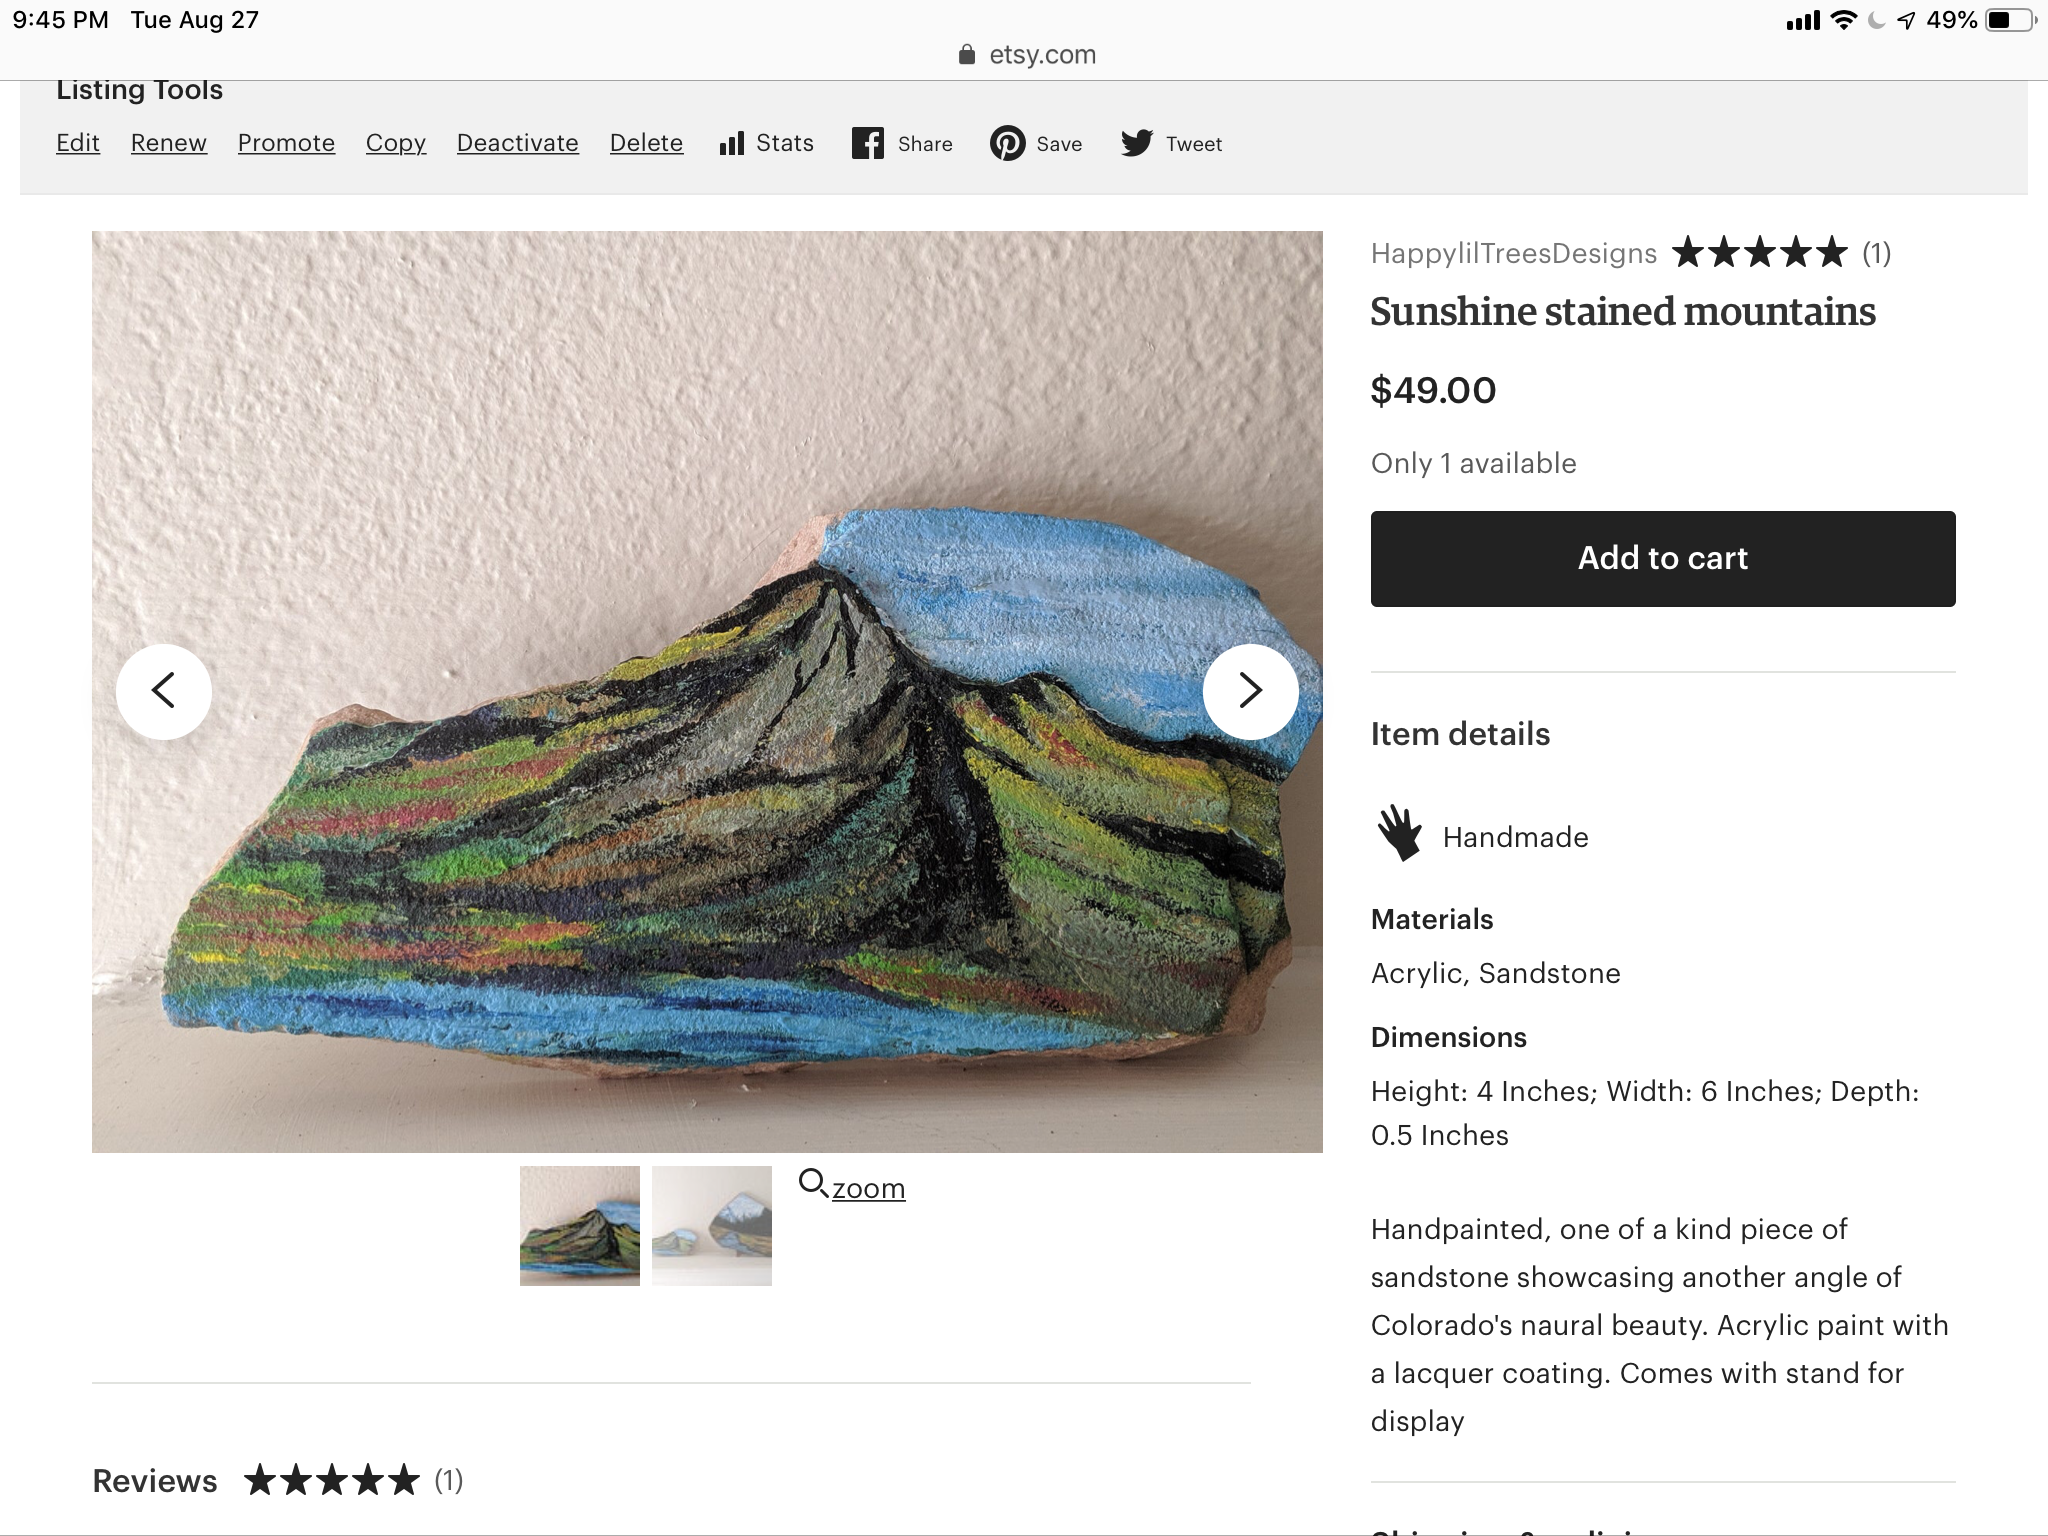 9:45 PM Tue Aug 27
49%
etsy.com
Listing Tools
Edit Renew Promote Copy Deactivate Delete Stats Share Save Tweet
HappylilTreesDesigns (1)
Sunshine stained mountains
$49.00
Only 1 available
Add to cart
Item details
Handmade
Materials
Acrylic, Sandstone
Dimensions
Height: 4 Inches; Width: 6 Inches; Depth:
0.5 Inches
Handpainted, one of a kind piece of
sandstone showcasing another angle of
Colorado's naural beauty. Acrylic paint with
a lacquer coating. Comes with stand for
display
zoom
Reviews (1)